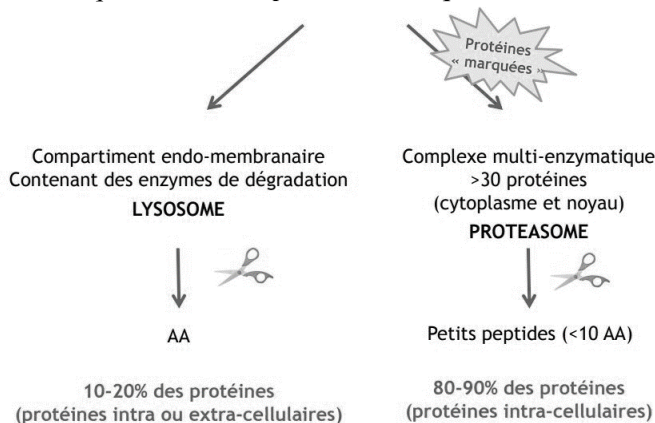 Protéines
« marquées »
Compartiment endo-membranaire
Contenant des enzymes de dégradation
LYSOSOME
AA
10-20% des protéines
(protéines intra ou extra-cellulaires)
Complexe multi-enzymatique
>30 protéines
(cytoplasme et noyau)
PROTEASOME
Petits peptides (<10 AA)
80-90% des protéines
(protéines intra-cellulaires)